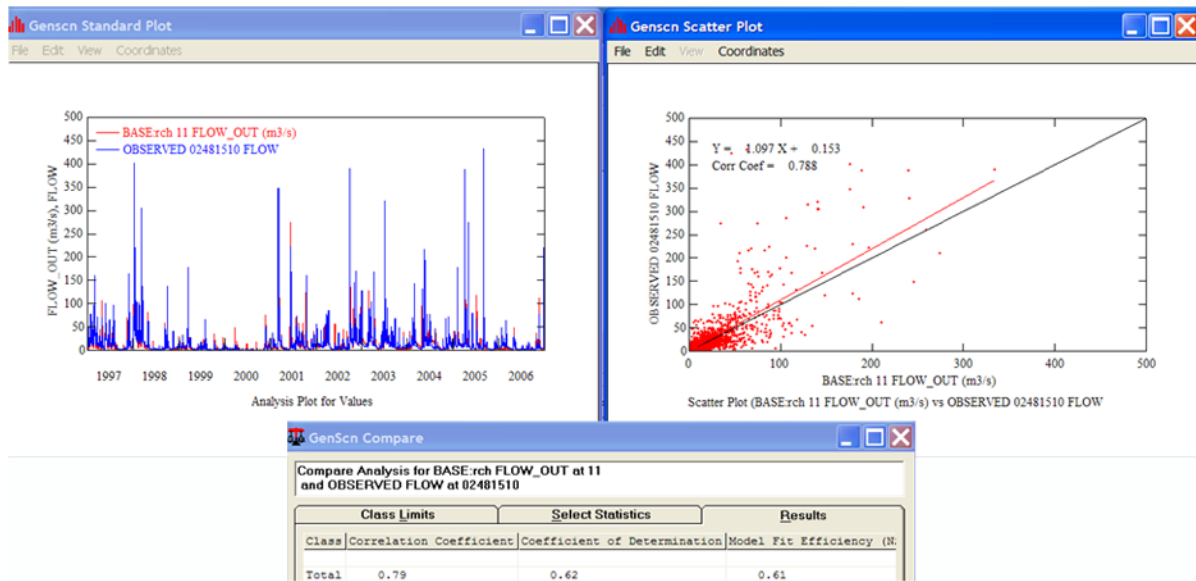 Genscn Standard Plot
File Edit View Coordinates
500
450
400
350
300
250
200
150
100
50
0
FLOW_OUT (m3/s), FLOW
BASE:rch 11 FLOW_OUT (m3/s)
OBSERVED 02481510 FLOW
1997 1998 1999 2000 2001 2002 2003 2004 2005 2006
Analysis Plot for Values
Genscn Scatter Plot
File Edit View Coordinates
500
450
400
350
300
250
200
150
100
50
0
OBSERVED 02481510 FLOW
Y = 1.097 X + 0.153
Corr Coef = 0.788
0 100 200 300 400 500
BASE:rch 11 FLOW_OUT (m3/s)
Scatter Plot (BASE:rch 11 FLOW_OUT (m3/s) vs OBSERVED 02481510 FLOW
GenScn Compare
Compare Analysis for BASE:rch FLOW_OUT at 11
and OBSERVED FLOW at 02481510
Class Limits Select Statistics Results
Class Correlation Coefficient Coefficient of Determination Model Fit Efficiency
Total 0.79 0.62 0.61